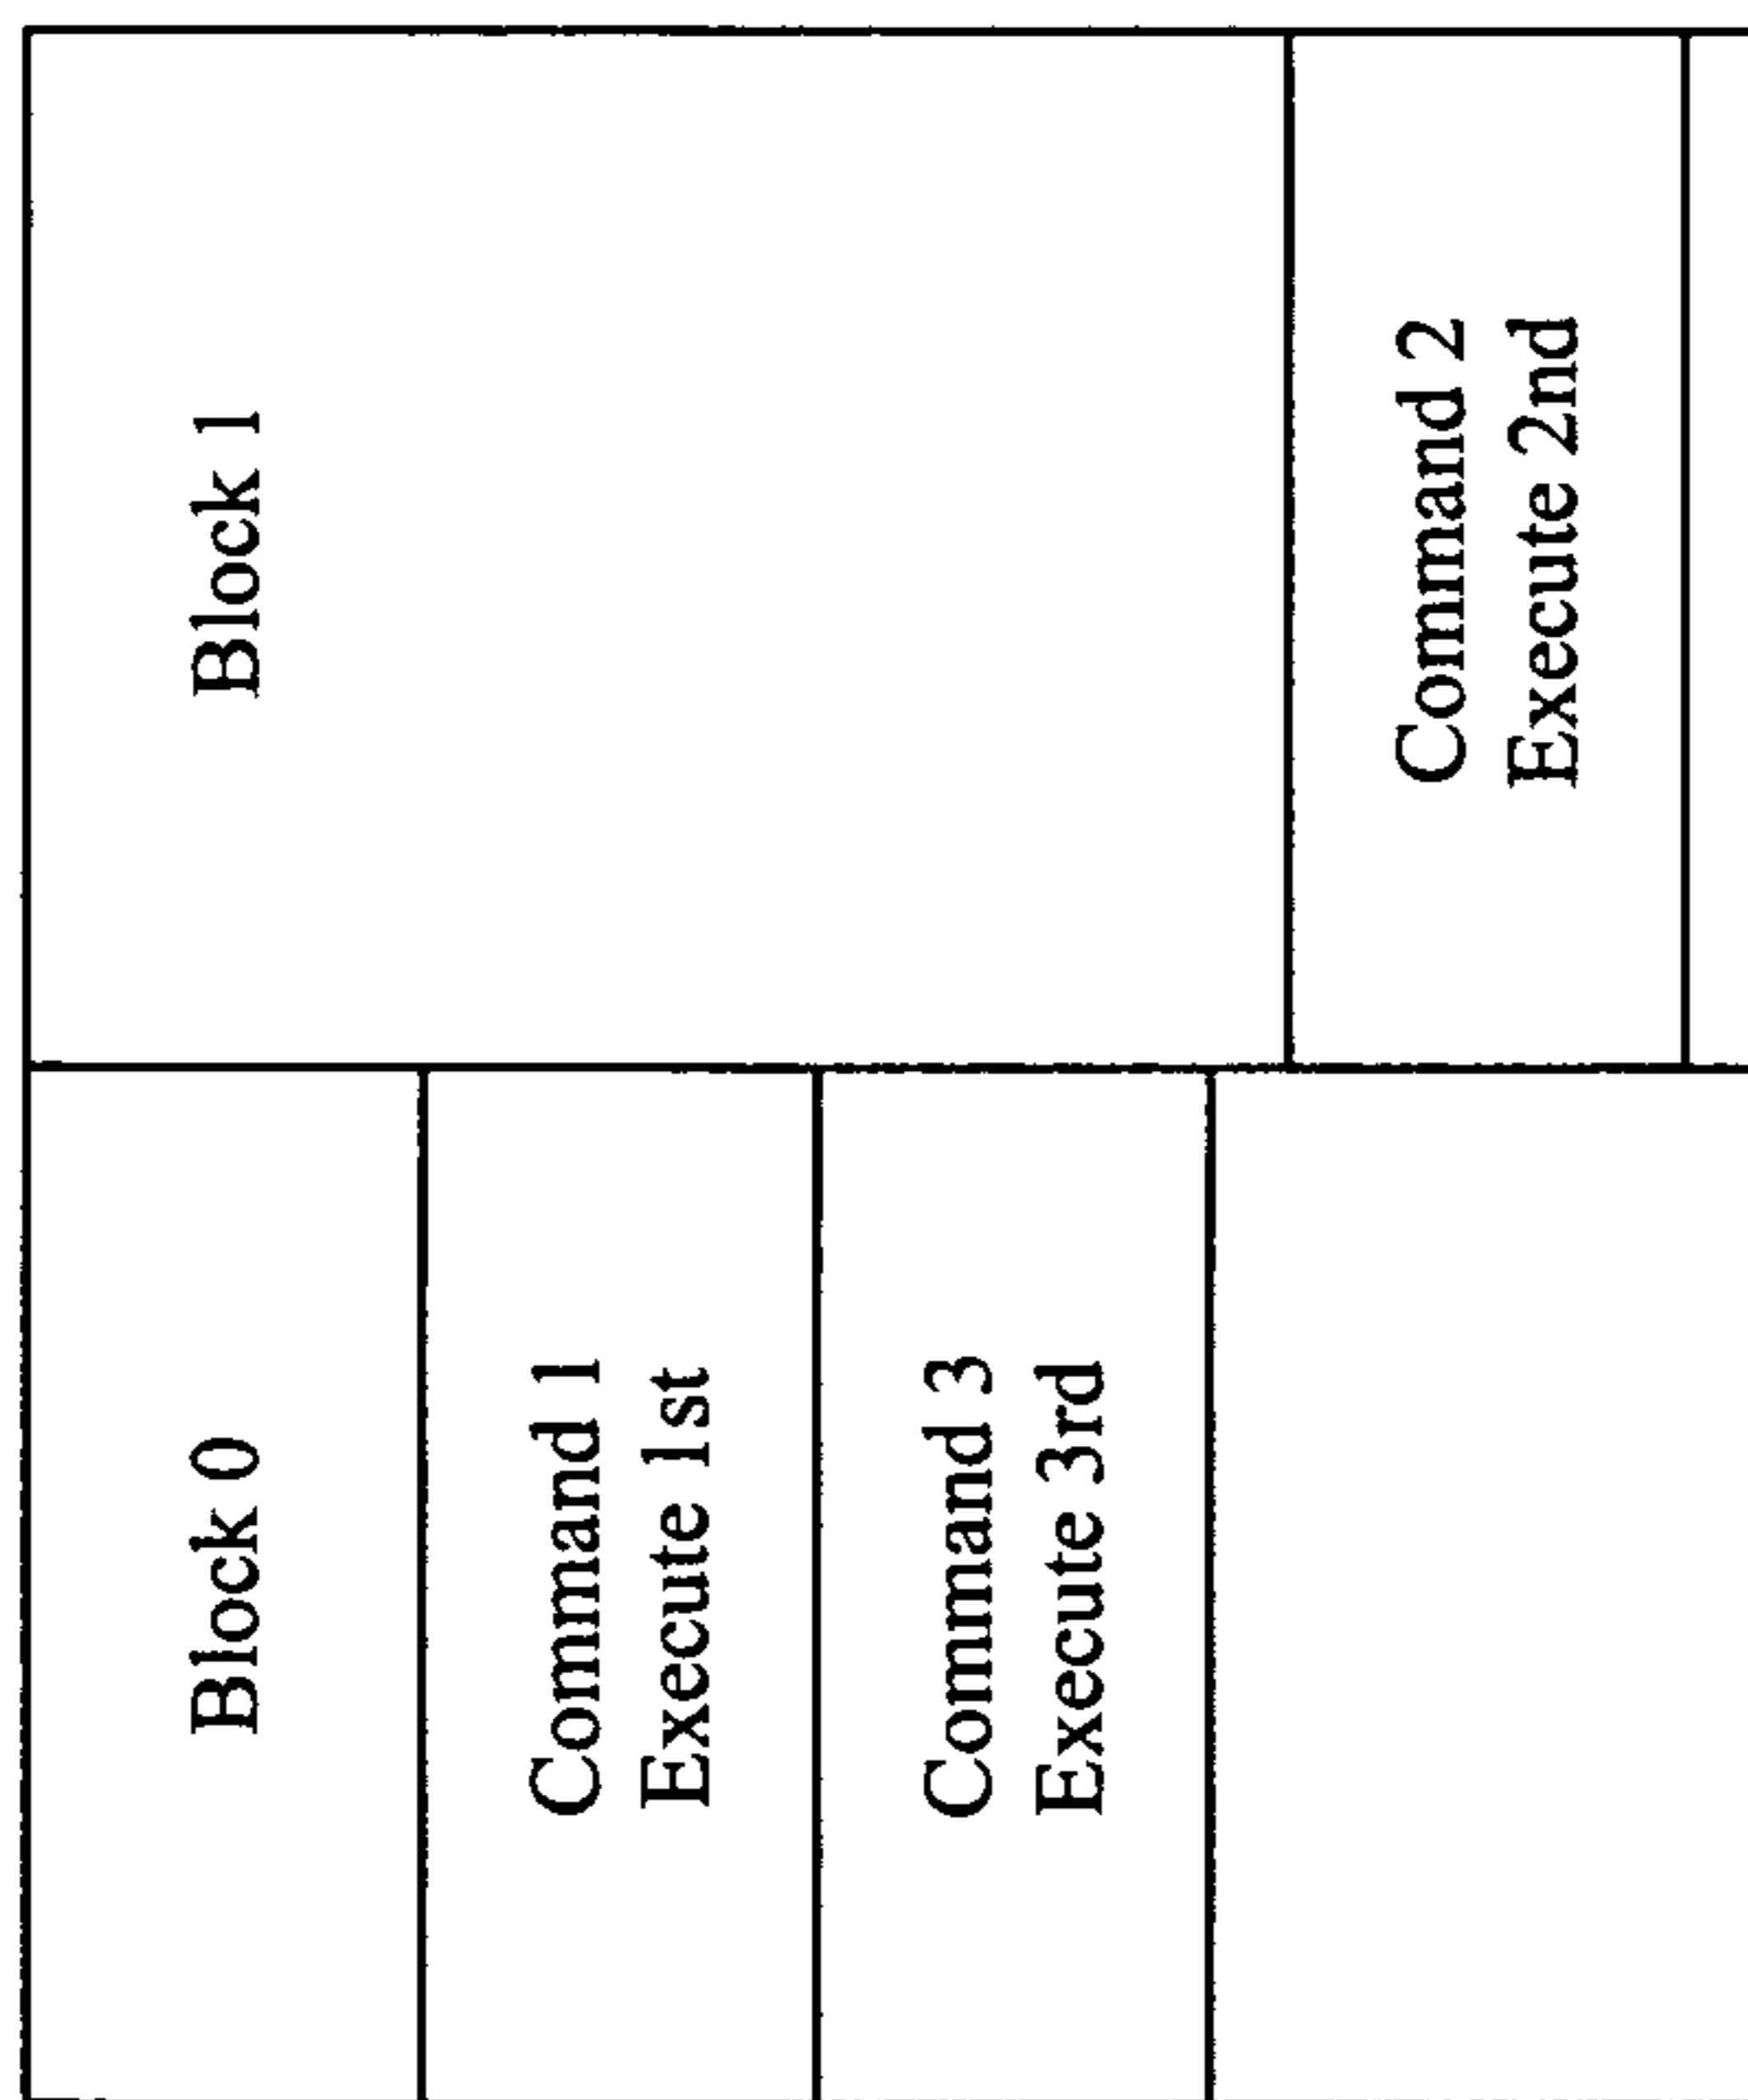 Block 0
Block 1
Command 1
Execute 1st
Command 3
Execute 3rd
Command 2
Execute 2nd